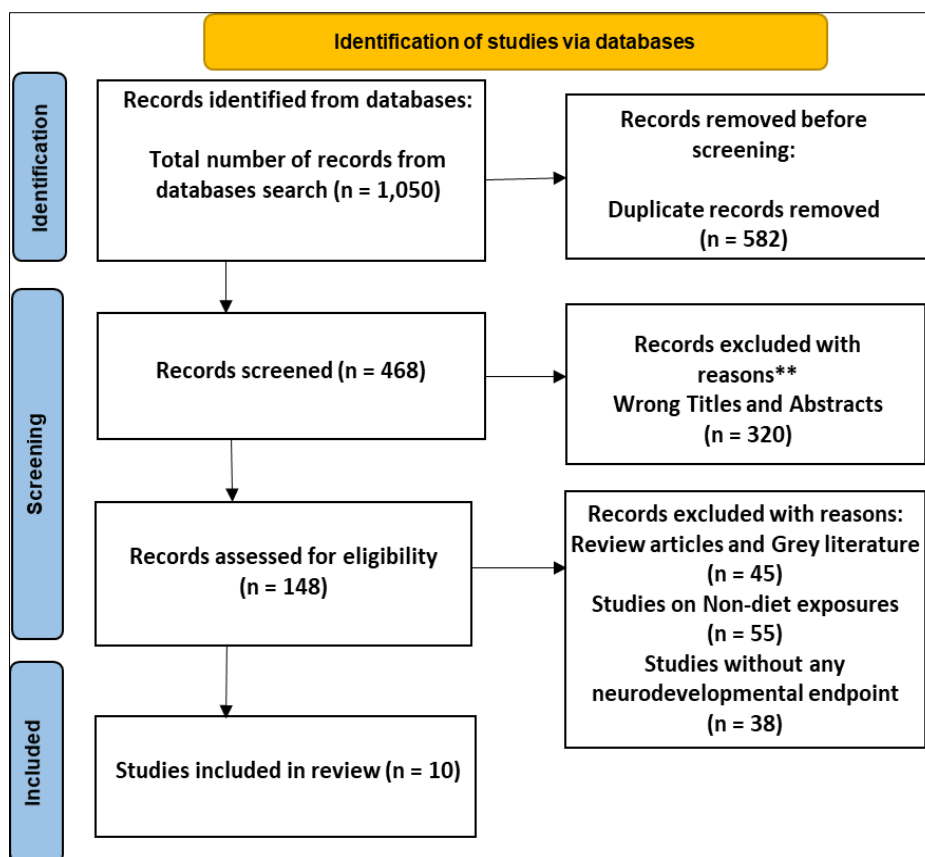 Identification of studies via databases
Identification
Records identified from databases:
Total number of records from
databases search (n = 1,050)
Records removed before
screening:
Duplicate records removed
(n = 582)
Screening
Records screened (n = 468)
Records excluded with
reasons**
Wrong Titles and Abstracts
(n = 320)
Records assessed for eligibility
(n = 148)
Records excluded with reasons:
Review articles and Grey literature
(n = 45)
Studies on Non-diet exposures
(n = 55)
Studies without any
neurodevelopmental endpoint
(n = 38)
Included
Studies included in review (n = 10)